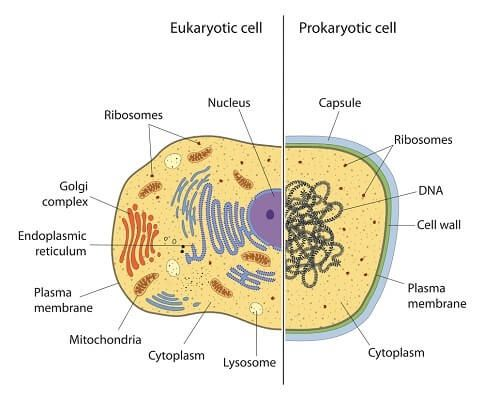 Eukaryotic cell
Prokaryotic cell
Nucleus
Capsule
Ribosomes
Ribosomes
Golgi
complex
DNA
Cell wall
Endoplasmic
reticulum
Plasma
membrane
Plasma
membrane
Mitochondria
Cytoplasm
Lysosome
Cytoplasm